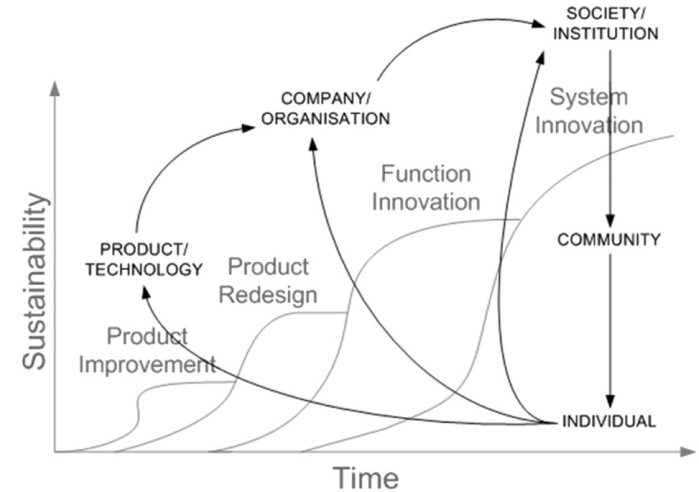 SOCIETY/
INSTITUTION
COMPANY/
ORGANISATION
System
Innovation
Function
Innovation
PRODUCT/
TECHNOLOGY
COMMUNITY
Product
Redesign
Product
Improvement
INDIVIDUAL
Sustainability
Time